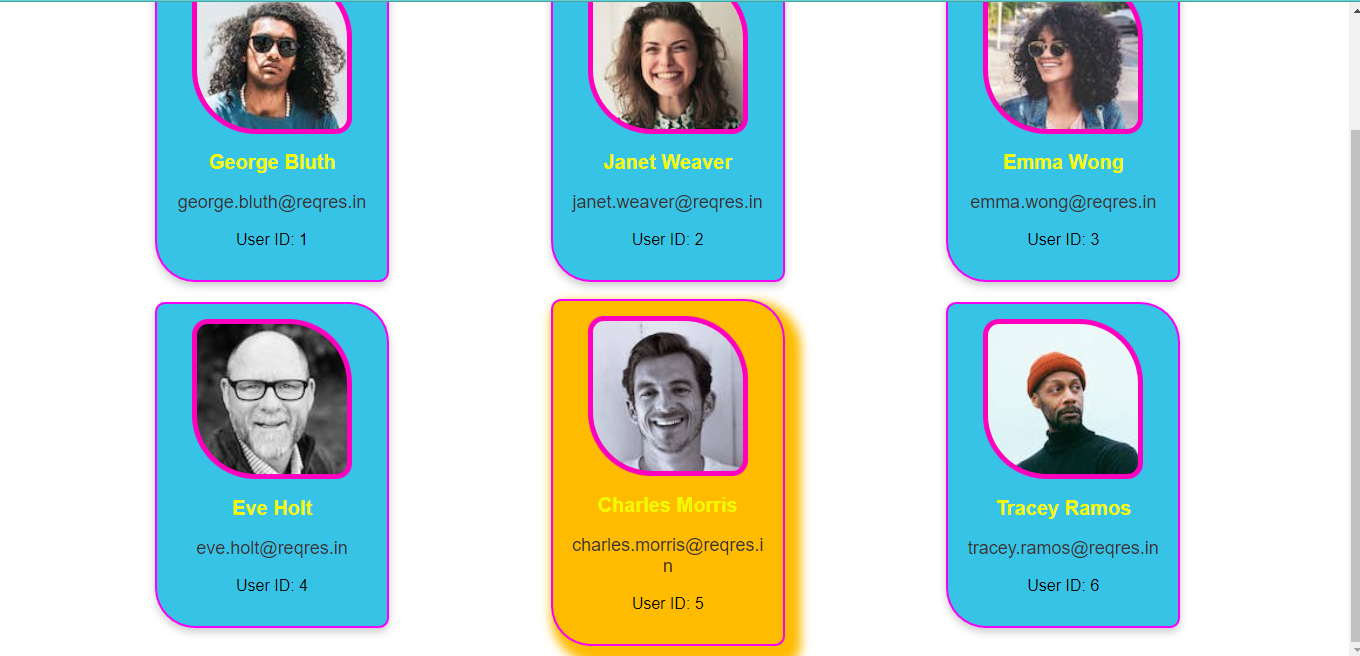 George Bluth
Janet Weaver
Emma Wong
george.bluth@reqres.in
janet.weaver@reqres.in
emma.wong@reqres.in
User ID: 1
User ID: 2
User ID: 3
Eve Holt
Charles Morris
Tracey Ramos
eve.holt@reqres.in
charles.morris@reqres.i
n
tracey.ramos@reqres.in
User ID: 4
User ID: 5
User ID: 6